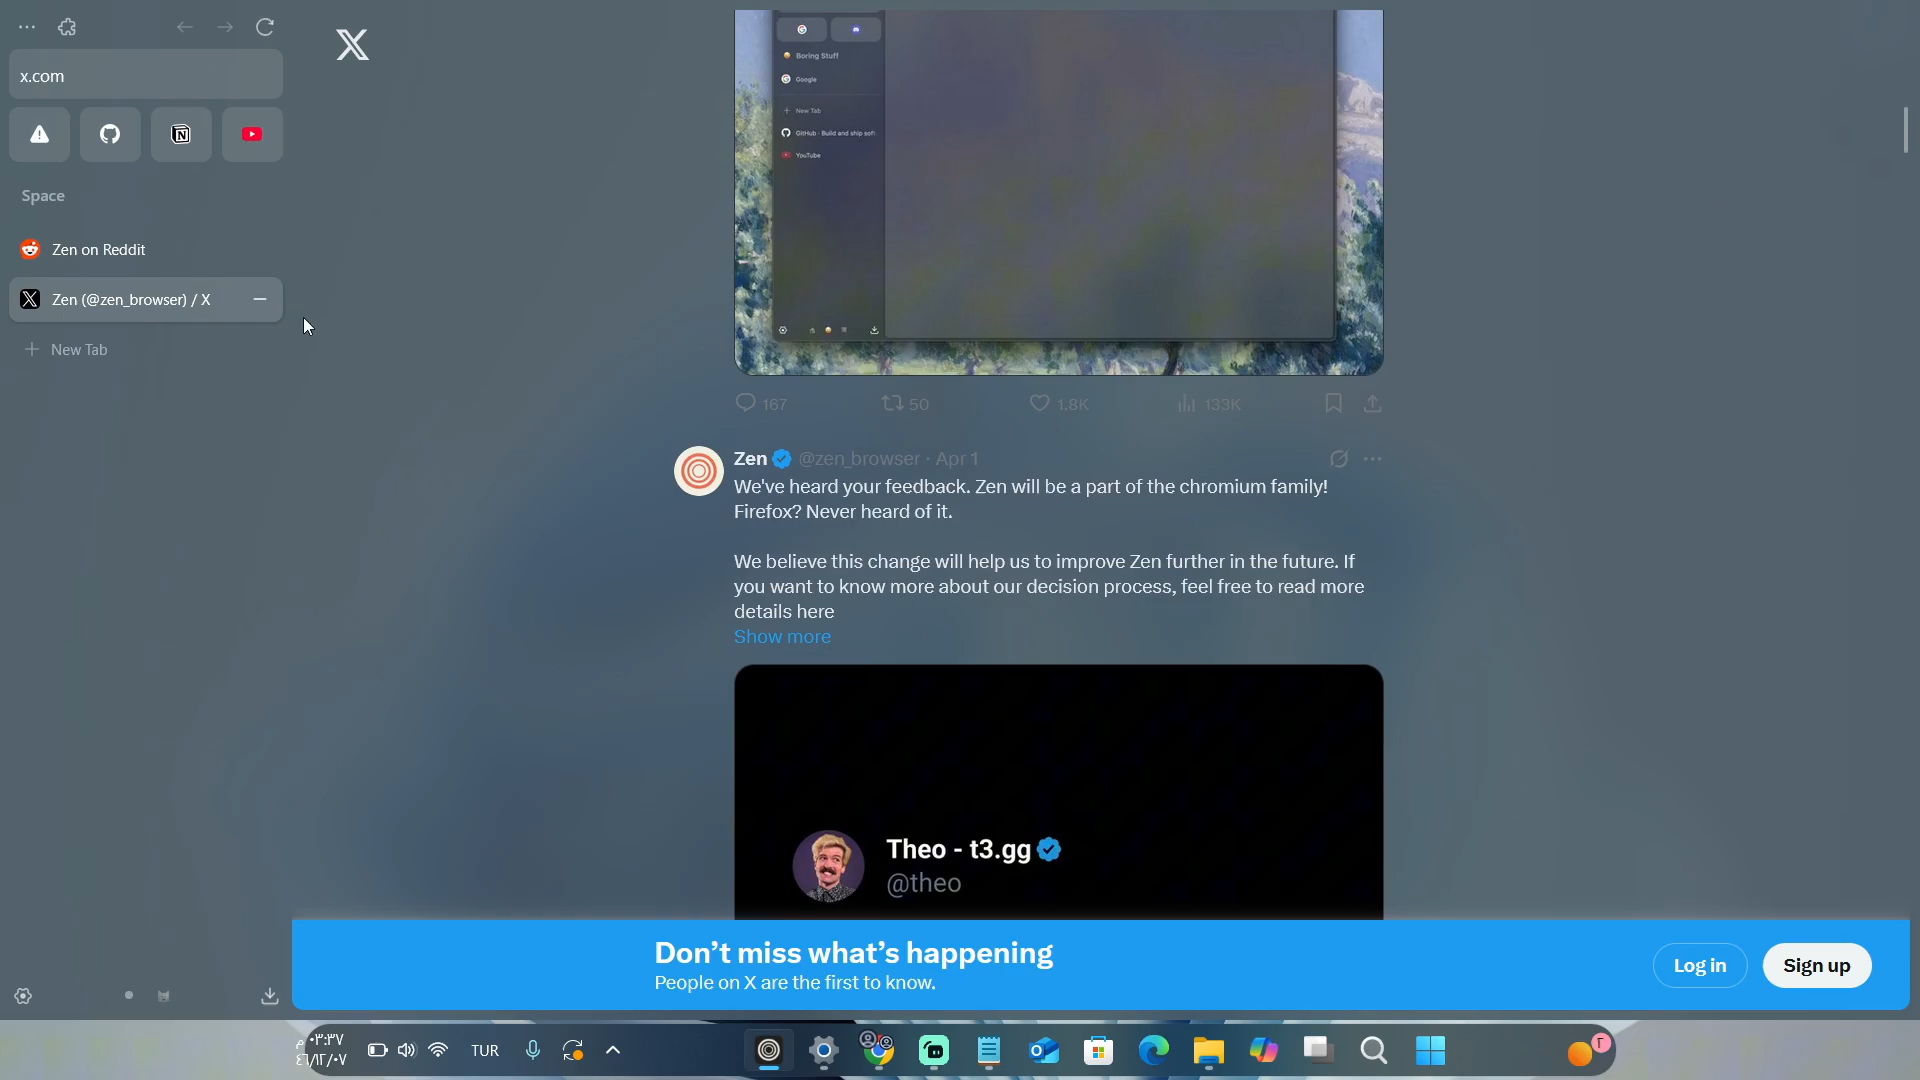 x.com
Space
Zen on Reddit
Zen (@zen_browser) / X
New Tab
Boring Stuff
Google
New Tab
GitHub · Build and ship soft
YouTube
167
50
1.8K
133K
Zen @zen_browser · Apr 1
We've heard your feedback. Zen will be a part of the chromium family!
Firefox? Never heard of it.
We believe this change will help us to improve Zen further in the future. If
you want to know more about our decision process, feel free to read more
details here
Show more
Theo - t3.gg
@theo
Don't miss what's happening
People on X are the first to know.
Log in
Sign up
٠٣:٣٧ م
TUR
٢